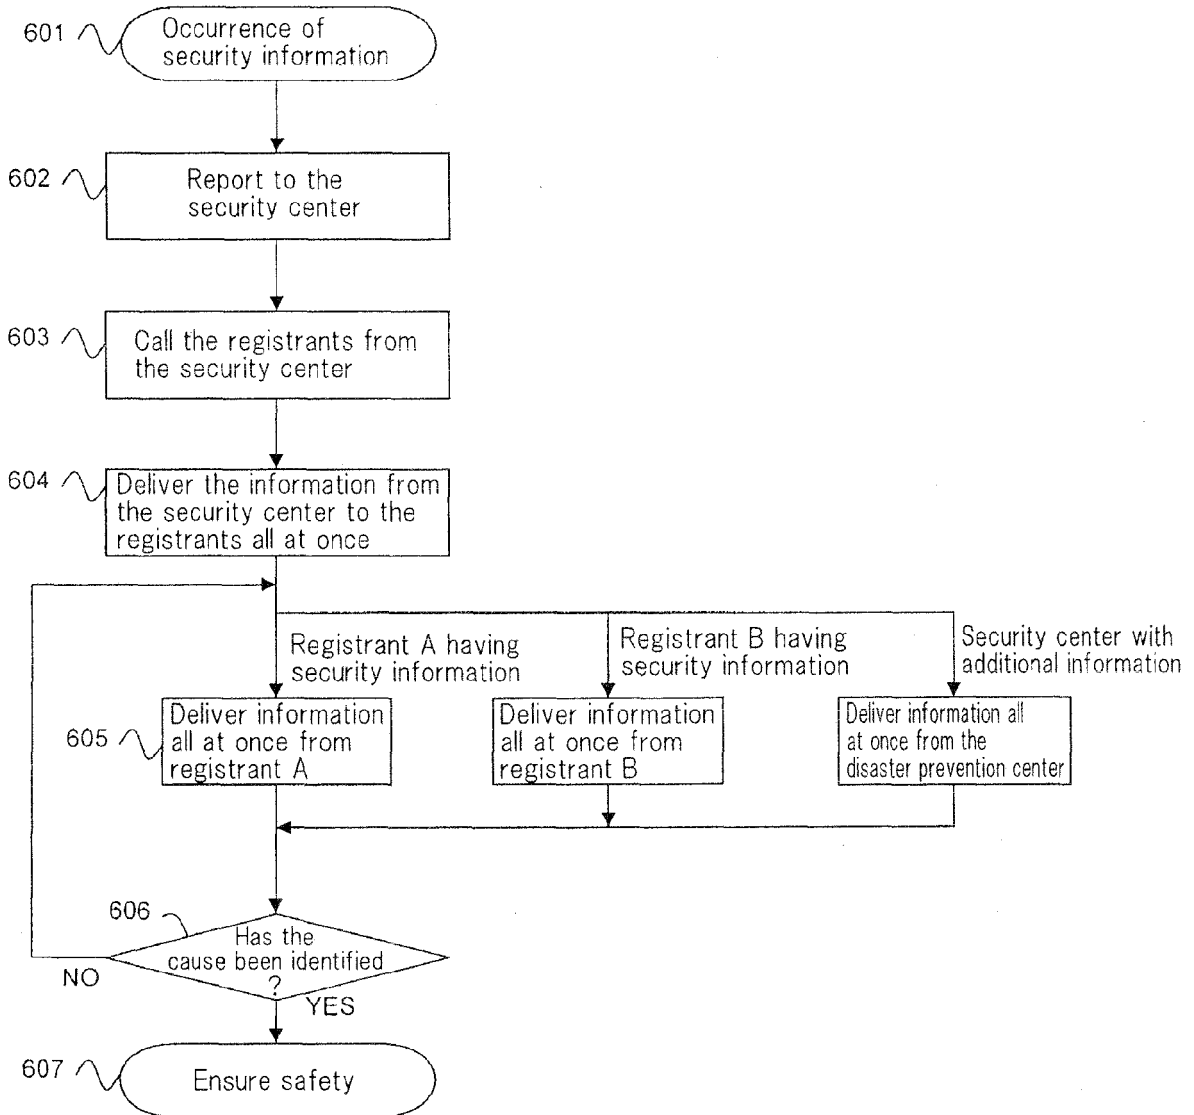 601
Occurrence of
security information
602
Report to the
security center
603
Call the registrants from
the security center
604
Deliver the information from
the security center to the
registrants all at once
Registrant A having
security information
Registrant B having
security information
Security center with
additional information
605
Deliver information
all at once from
registrant A
Deliver information
all at once from
registrant B
Deliver information all
at once from the
disaster prevention center
606
Has the
cause been identified
?
NO
YES
607
Ensure safety